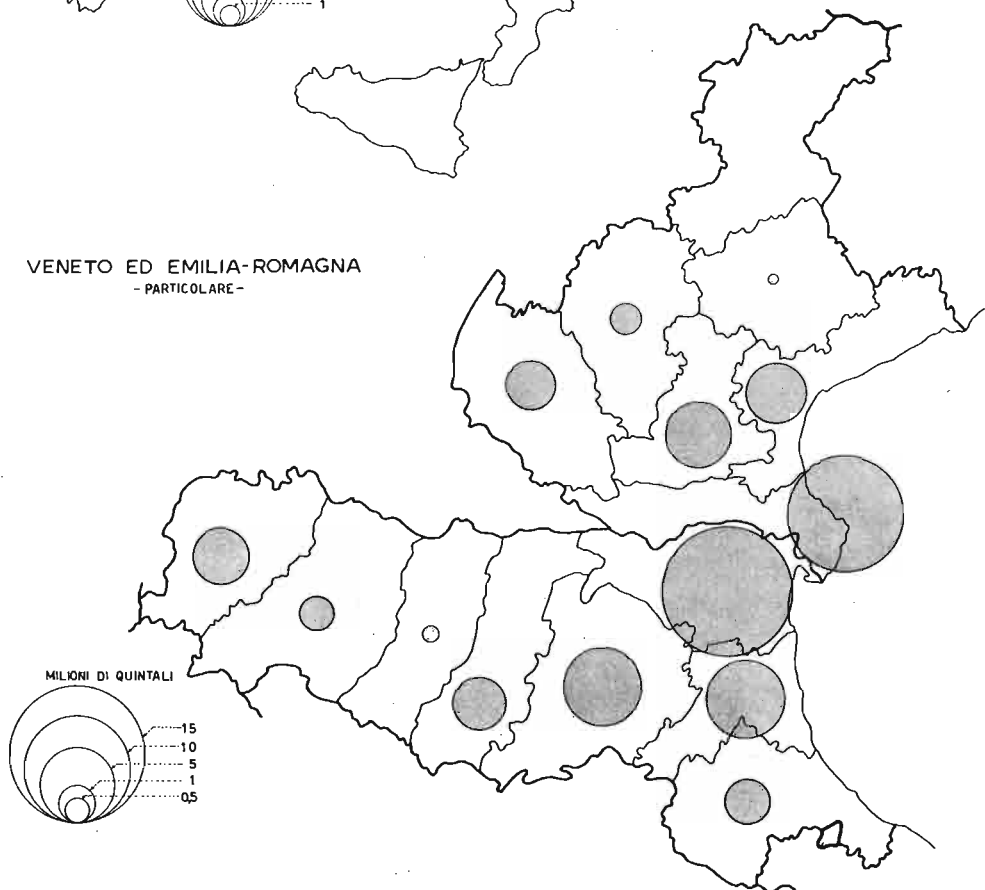 1
VENETO ED EMILIA-ROMAGNA
- PARTICOLARE -
MILIONI DI QUINTALI
15
10
5
1
0,5